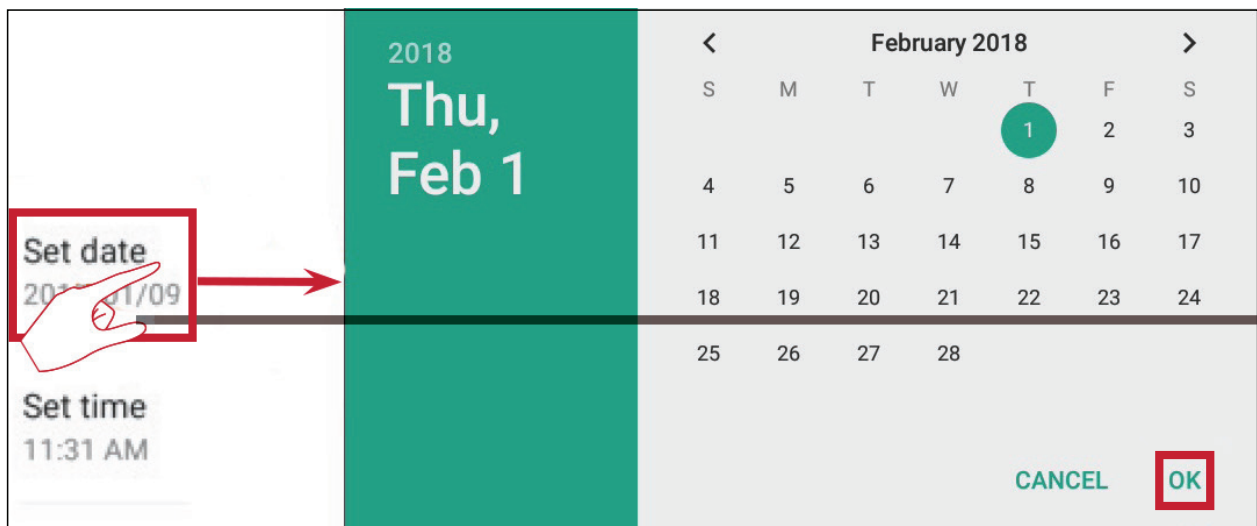 Set date
01/09
Set time
11:31 AM
2018
Thu,
Feb 1
February 2018
S M T W T F S
1 2 3
4 5 6 7 8 9 10
11 12 13 14 15 16 17
18 19 20 21 22 23 24
25 26 27 28
CANCEL OK